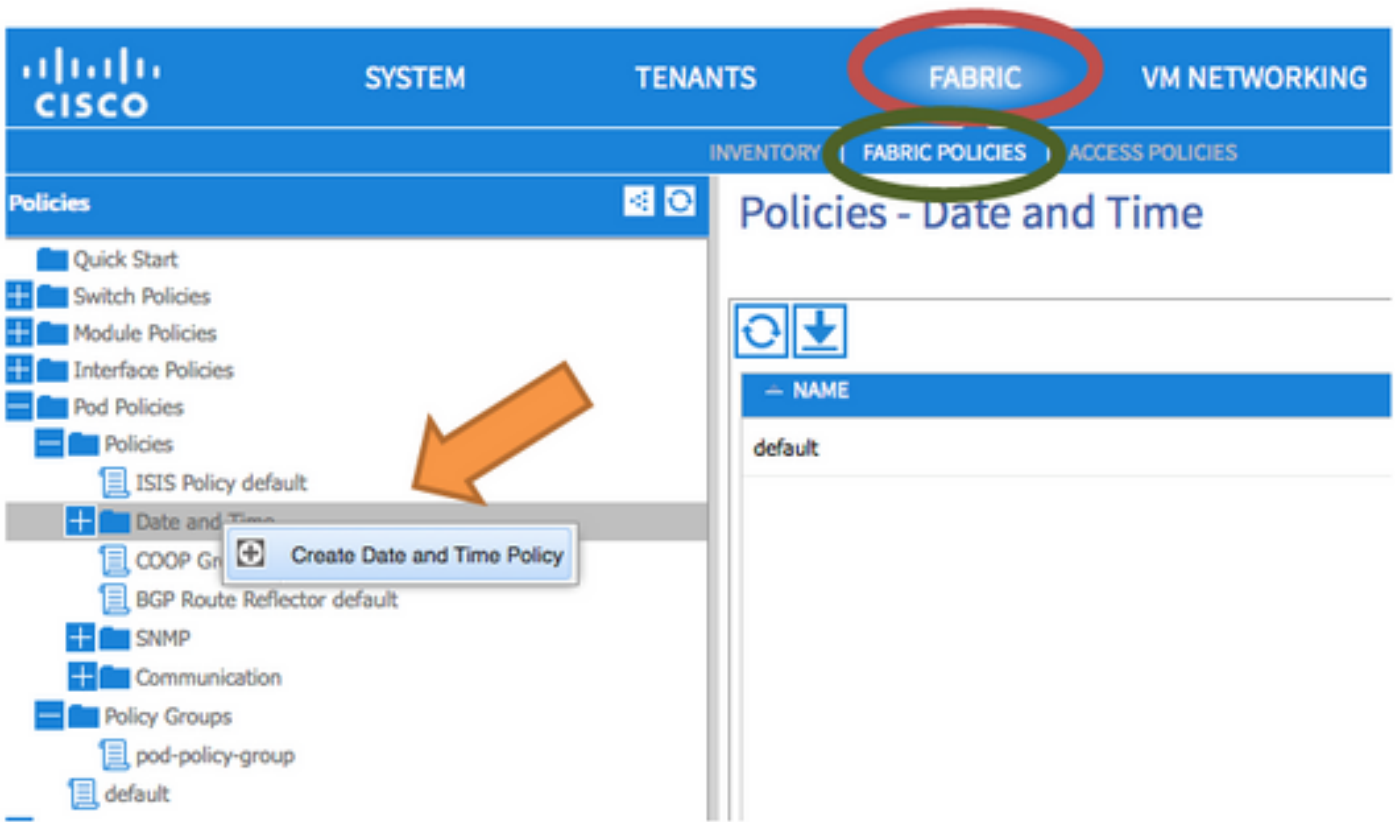 CISCO
SYSTEM
TENANTS
FABRIC
VM NETWORKING
INVENTORY | FABRIC POLICIES | ACCESS POLICIES
Policies
Quick Start
Switch Policies
Module Policies
Interface Policies
Pod Policies
Policies
ISIS Policy default
Date and Time
Create Date and Time Policy
COOP Gr
BGP Route Reflector default
SNMP
Communication
Policy Groups
pod-policy-group
default
Policies - Date and Time
NAME
default